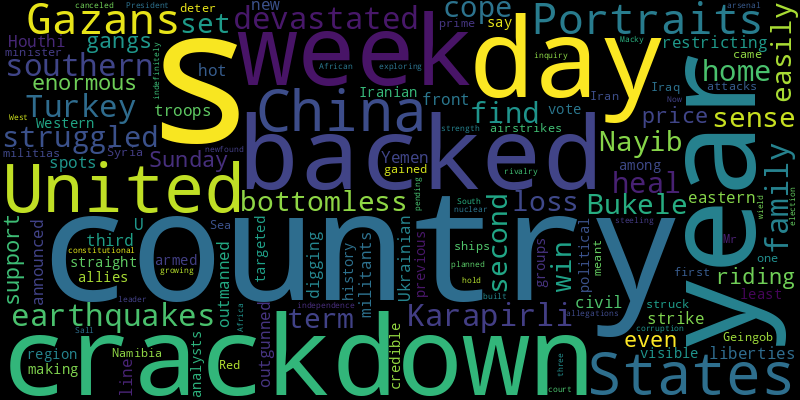 Gazans
canceled
President
deter
set
new
devastated
cope
prime
say
Portraits
arsenal
Houthi
gangs
minister
indefinitely
s
week
day
restricting
Macky
inquiry
came
easily
southern
hot
African
exploring
enormous
Turkey
troops
Western
West
China
Iranian
front
find
vote
Iran
Iraq
attacks
Now
home
price
sense
struggled
militias
Syria
spots
Sunday
newfound
backed
strength
airstrikes
rivalry
Nayib
among
year
Yemen
gained
United
bottomless
pending
South
nuclear
loss
heal
Bukele
eastern
wield
election
family
support
announced
U
Sea
third
constitutional
straight
allies
growing
armed
country
outmanned
targeted
digging
history
militants
Ukrainian
previous
ships
planned
hold
built
second
groups
win
political
meant
steeling
Mr
first
one
riding
least
civil
struck
strike
earthquakes
leader
Sall
Africa
independence
term
Karapirli
allegations
corruption
even
visible
Geingob
liberties
crackdown
region
making
Namibia
line
analysts
Red
outgunned
credible
three
court
States